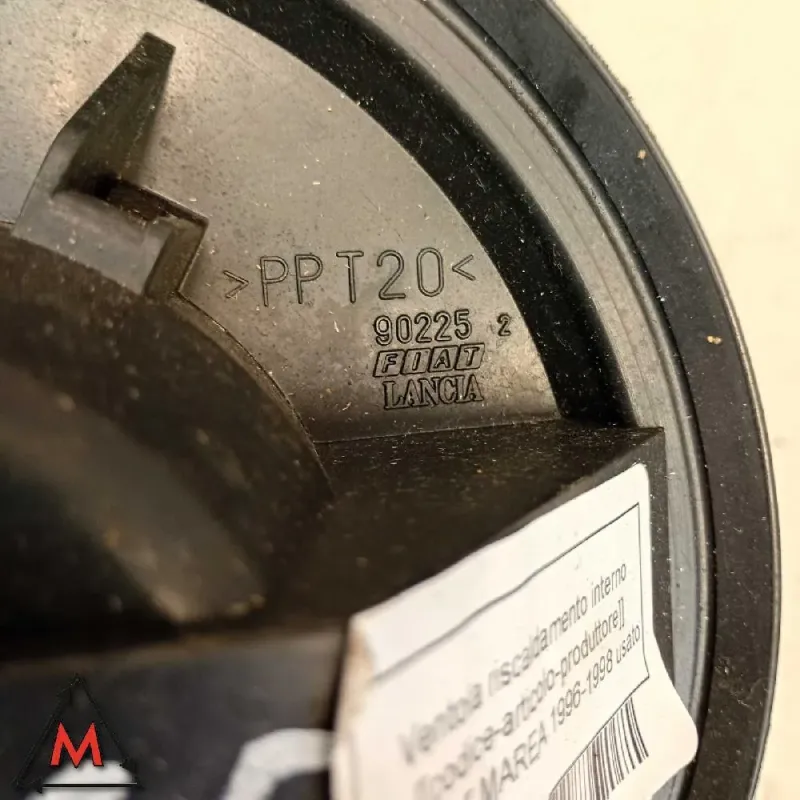 >PPT20<
90225 2
FIAT
LANCIA
Ventola riscaldamento interno
[[codice-articolo-produttore]]
MAREA 1996-1998 usato
M